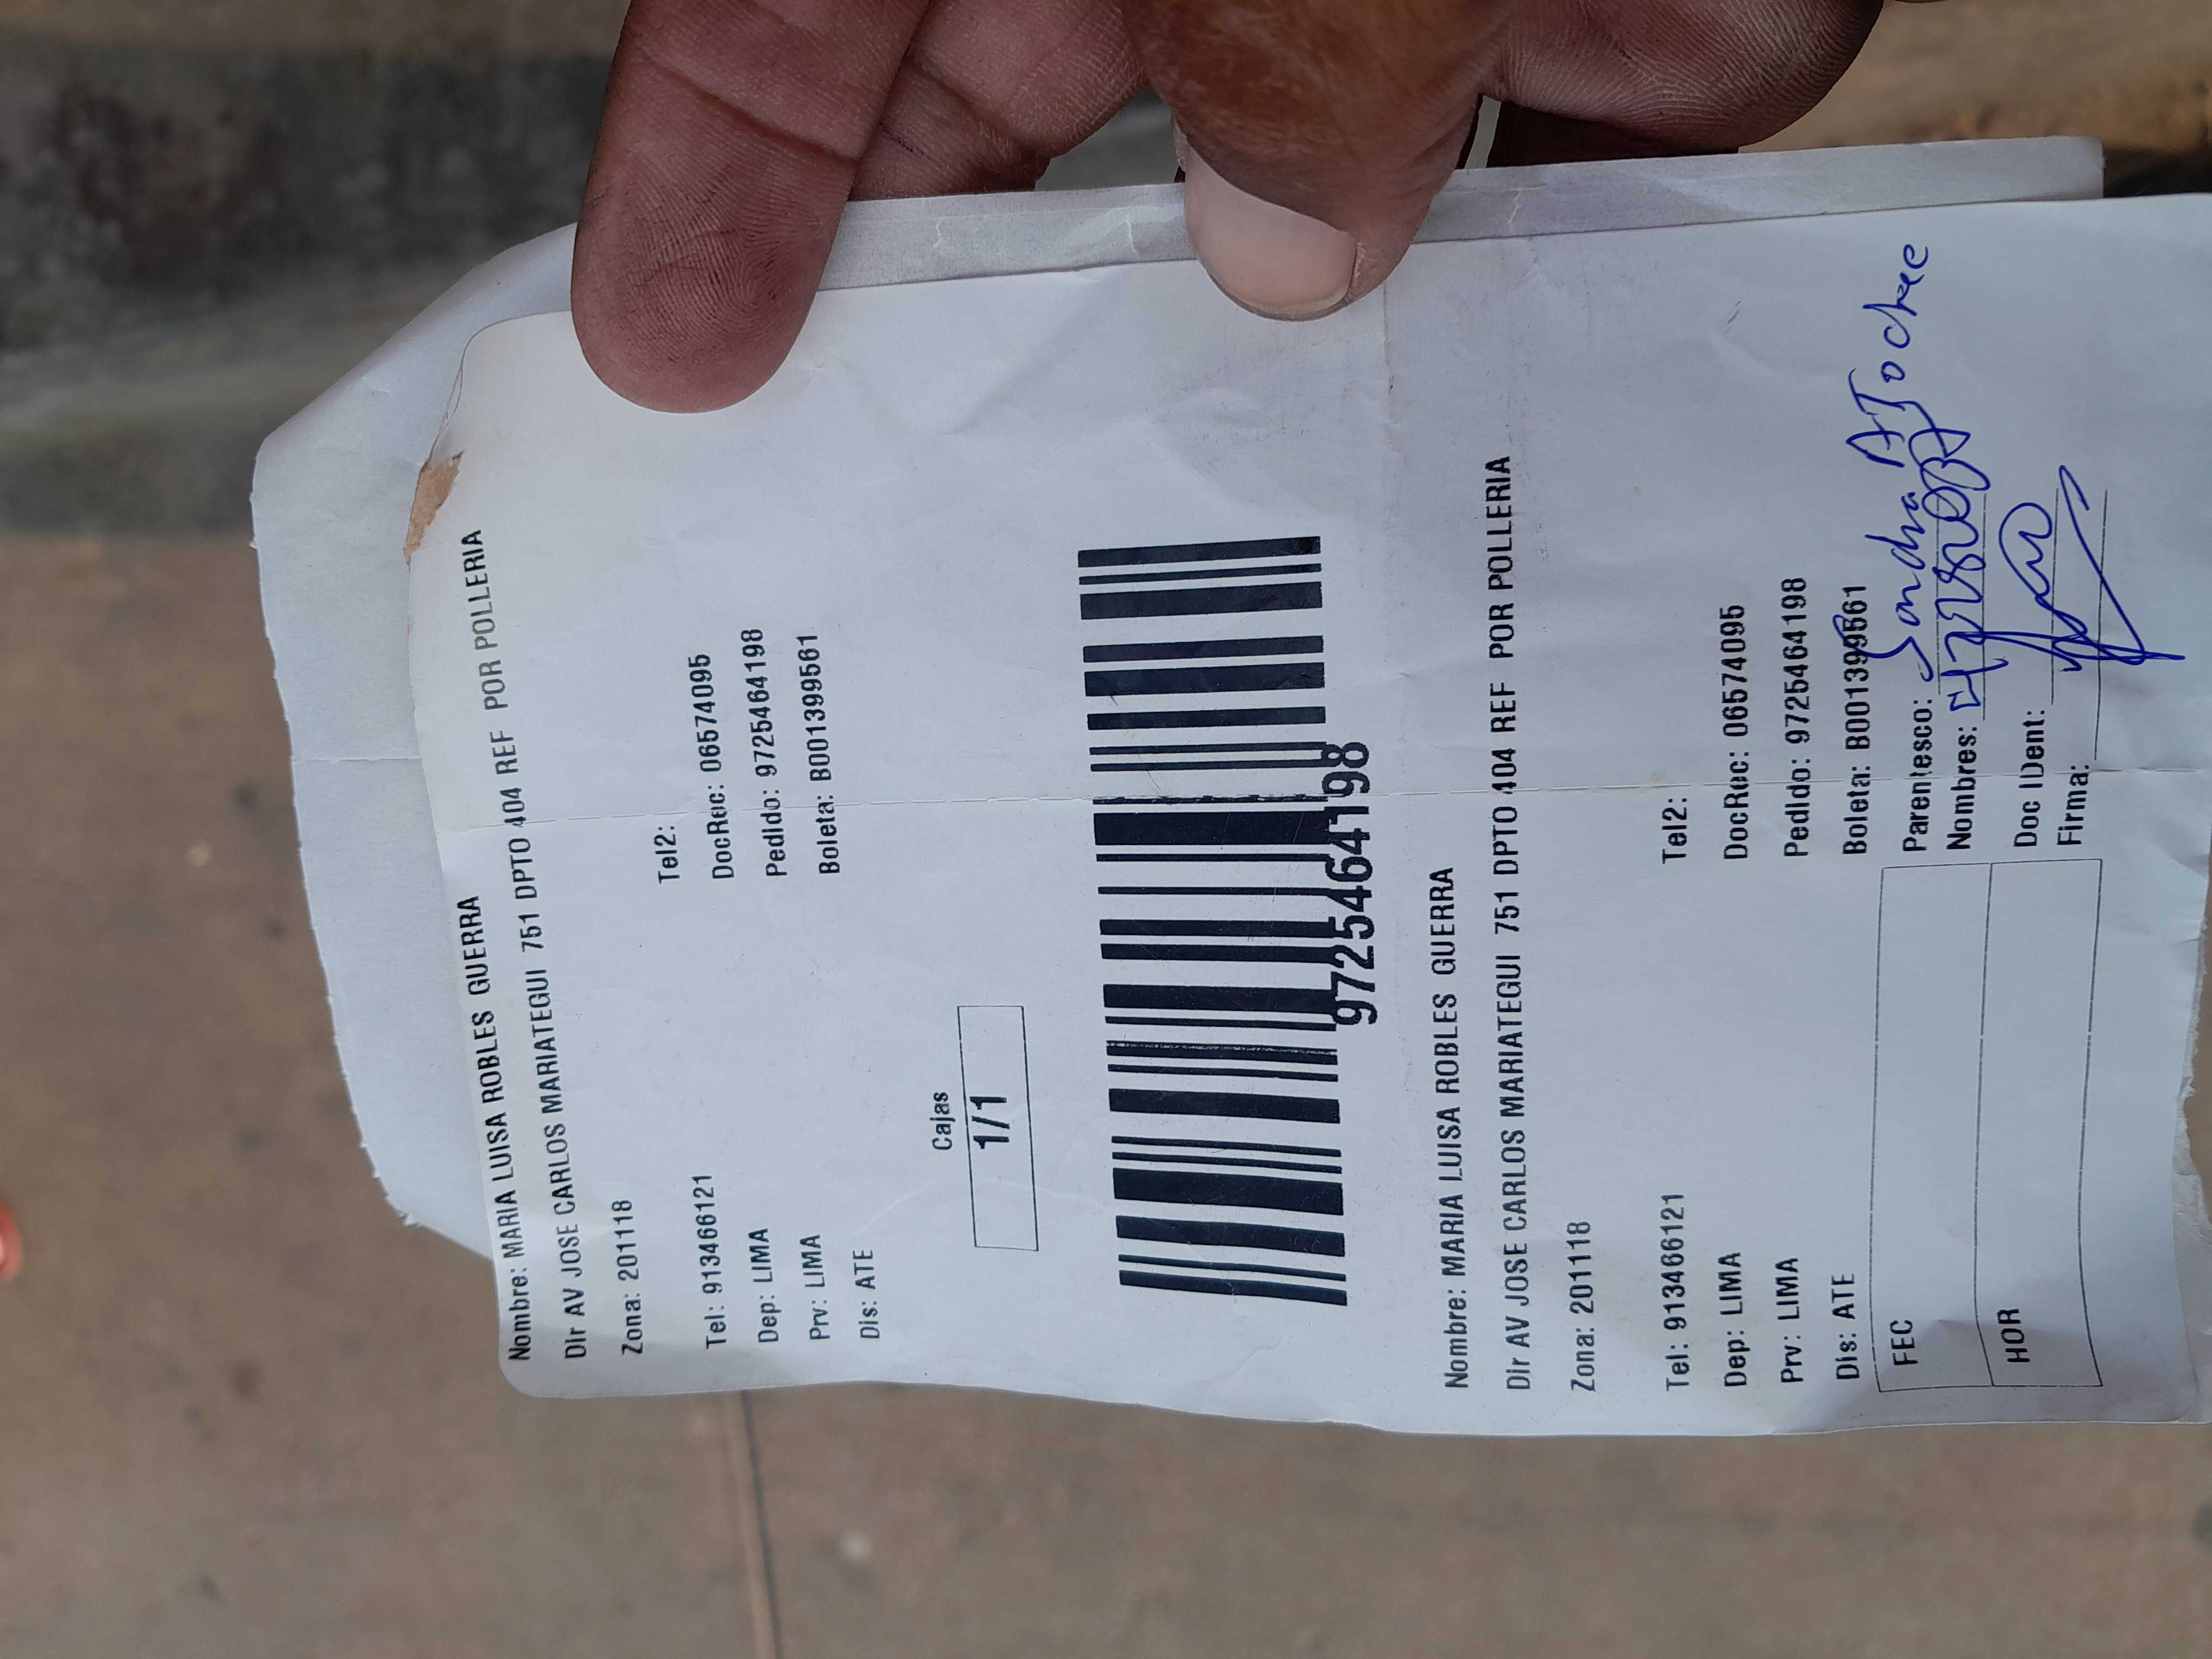 Nombre: MARIA LUISA ROBLES GUERRA
Dir AV JOSE CARLOS MARIATEGUI 751 DPTO 404 REF POR POLLERIA
Zona: 201118
Tel: 913466121 Tel2:
Dep: LIMA DocRec: 06574095
Prv: LIMA Pedido: 9725464198
Dis: ATE Boleta: B001399561
Cajas
1/1
9725464198
Nombre: MARIA LUISA ROBLES GUERRA
Dir AV JOSE CARLOS MARIATEGUI 751 DPTO 404 REF POR POLLERIA
Zona: 201118
Tel: 913466121 Tel2:
Dep: LIMA DocRec: 06574095
Prv: LIMA Pedido: 9725464198
Dis: ATE Boleta: B001399561
FEC Parentesco: Sandra AToche
Nombres:
HOR Doc IDent:
Firma: